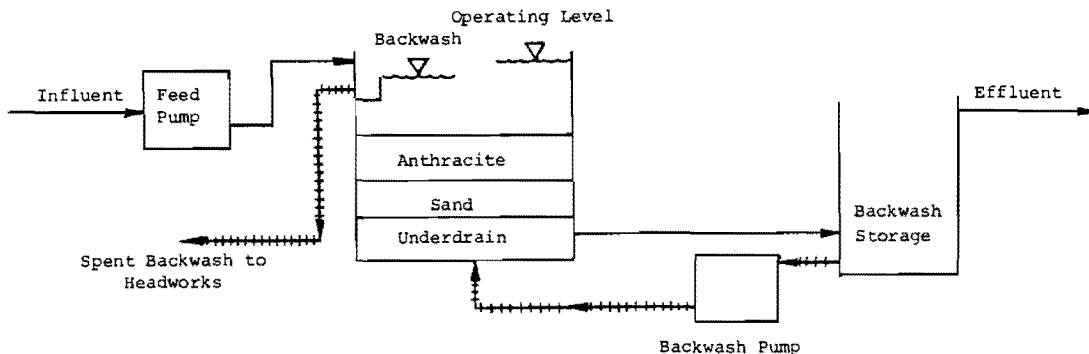 Operating Level
Backwash
Influent
Feed
Pump
Effluent
Anthracite
Sand
Underdrain
Backwash
Storage
Spent Backwash to
Headworks
Backwash Pump